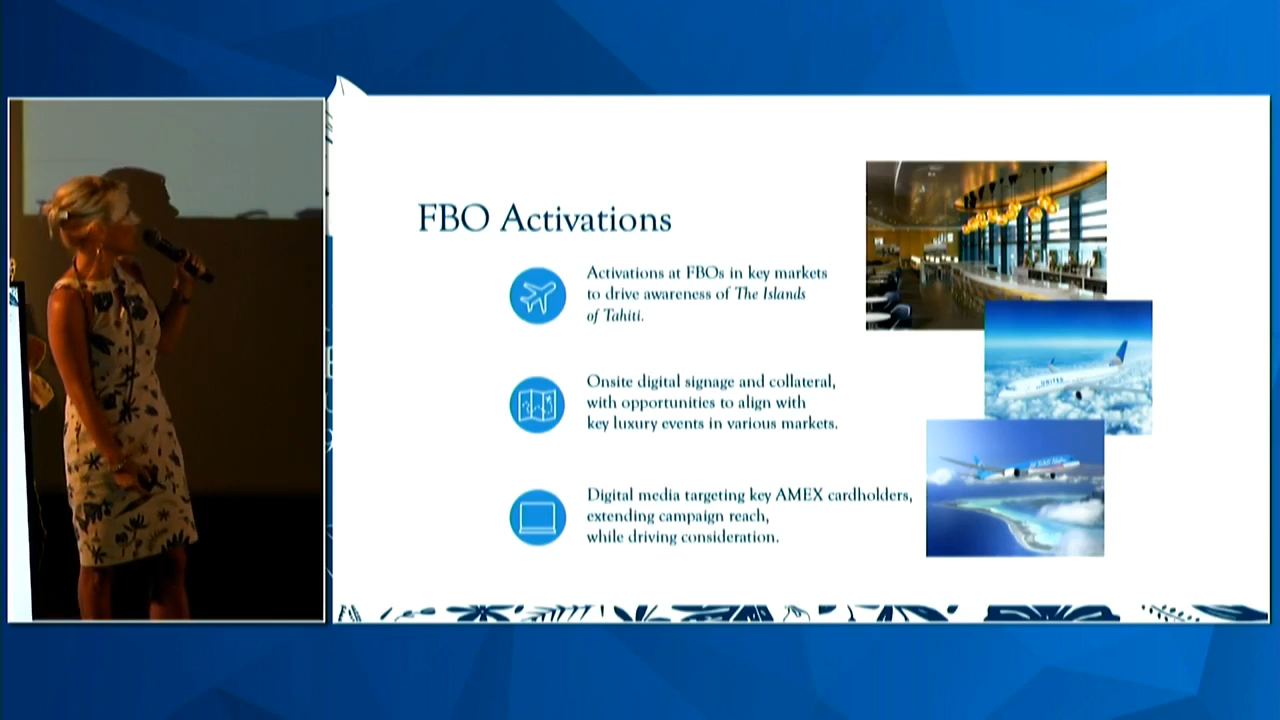 FBO Activations
Activations at FBOs in key markets
to drive awareness of The Islands
of Tahiti.
Onsite digital signage and collateral,
with opportunities to align with
key luxury events in various markets.
UNITED
Digital media targeting key AMEX cardholders,
extending campaign reach,
while driving consideration.